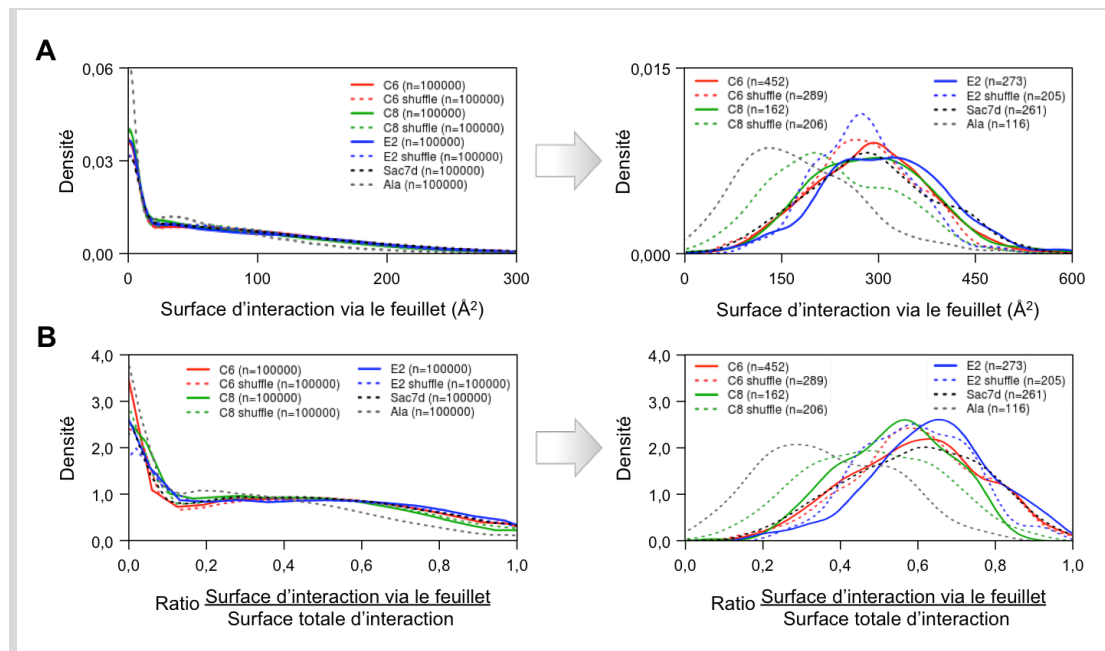 A
Densité
0,06
0,03
0,00
C6 (n=100000)
C6 shuffle (n=100000)
C8 (n=100000)
C8 shuffle (n=100000)
E2 (n=100000)
E2 shuffle (n=100000)
Sac7d (n=100000)
Ala (n=100000)
0 100 200 300
Surface d'interaction via le feuillet (Å²)
Densité
0,015
0,000
C6 (n=452)
C6 shuffle (n=289)
C8 (n=162)
C8 shuffle (n=206)
E2 (n=273)
E2 shuffle (n=205)
Sac7d (n=261)
Ala (n=116)
0 150 300 450 600
Surface d'interaction via le feuillet (Å²)
B
Densité
4,0
3,0
2,0
1,0
0,0
C6 (n=100000)
C6 shuffle (n=100000)
C8 (n=100000)
C8 shuffle (n=100000)
E2 (n=100000)
E2 shuffle (n=100000)
Sac7d (n=100000)
Ala (n=100000)
0,0 0,2 0,4 0,6 0,8 1,0
Ratio Surface d'interaction via le feuillet
Surface totale d'interaction
Densité
4,0
3,0
2,0
1,0
0,0
C6 (n=452)
C6 shuffle (n=289)
C8 (n=162)
C8 shuffle (n=206)
E2 (n=273)
E2 shuffle (n=205)
Sac7d (n=261)
Ala (n=116)
0,0 0,2 0,4 0,6 0,8 1,0
Ratio Surface d'interaction via le feuillet
Surface totale d'interaction